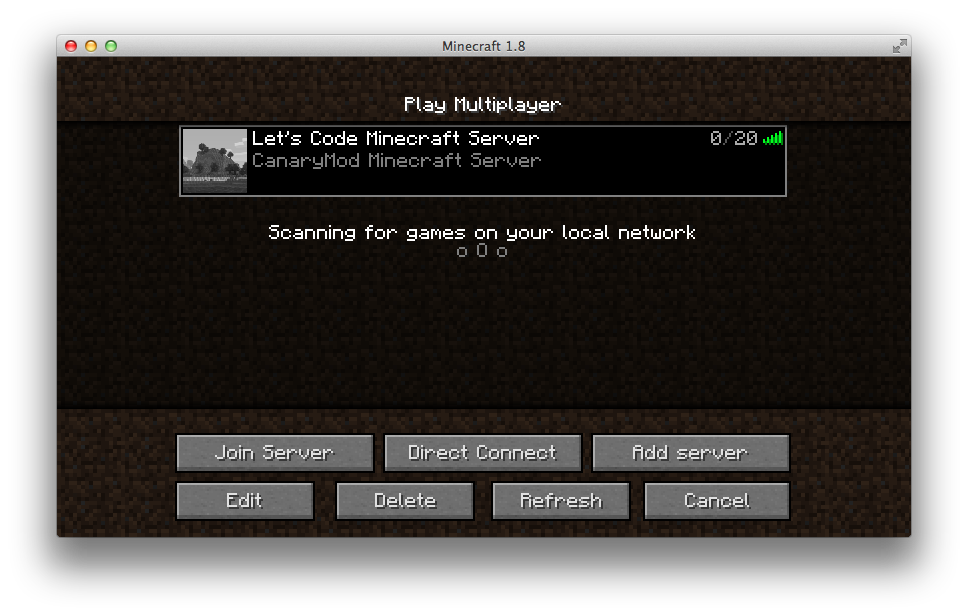 Minecraft 1.8
Play Multiplayer
Let's Code Minecraft Server 0/20
CanaryMod Minecraft Server
Scanning for games on your local network
o O o
Join Server Direct Connect Add server
Edit Delete Refresh Cancel